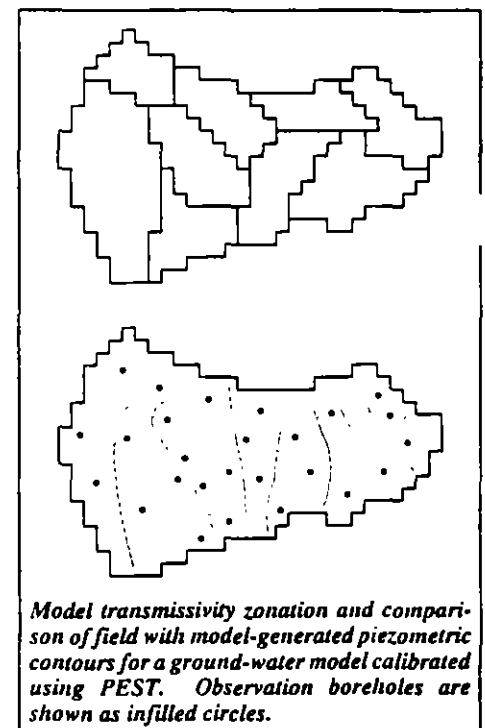 Model transmissivity zonation and compari-
son of field with model-generated piezometric
contours for a ground-water model calibrated
using PEST. Observation boreholes are
shown as infilled circles.